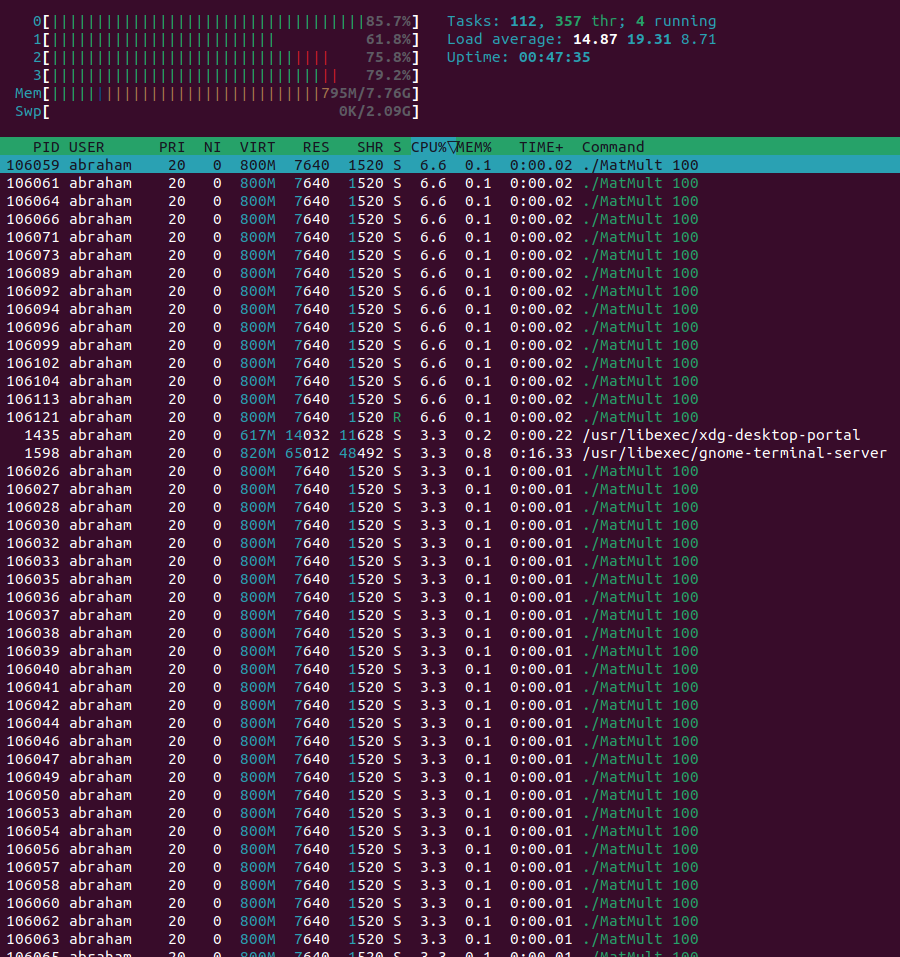 0[||||||||||||||||||||||||||||||||||||85.7%] Tasks: 112, 357 thr; 4 running
1[||||||||||||||||||||||||| 61.8%] Load average: 14.87 19.31 8.71
2[||||||||||||||||||||||||||||||| 75.8%] Uptime: 00:47:35
3[|||||||||||||||||||||||||||||||| 79.2%]
Mem[||||||||||||||||||||||||||||||795M/7.76G]
Swp[ 0K/2.09G]
PID USER PRI NI VIRT RES SHR S CPU%▽MEM% TIME+ Command
106059 abraham 20 0 800M 7640 1520 S 6.6 0.1 0:00.02 ./MatMult 100
106061 abraham 20 0 800M 7640 1520 S 6.6 0.1 0:00.02 ./MatMult 100
106064 abraham 20 0 800M 7640 1520 S 6.6 0.1 0:00.02 ./MatMult 100
106066 abraham 20 0 800M 7640 1520 S 6.6 0.1 0:00.02 ./MatMult 100
106071 abraham 20 0 800M 7640 1520 S 6.6 0.1 0:00.02 ./MatMult 100
106073 abraham 20 0 800M 7640 1520 S 6.6 0.1 0:00.02 ./MatMult 100
106089 abraham 20 0 800M 7640 1520 S 6.6 0.1 0:00.02 ./MatMult 100
106092 abraham 20 0 800M 7640 1520 S 6.6 0.1 0:00.02 ./MatMult 100
106094 abraham 20 0 800M 7640 1520 S 6.6 0.1 0:00.02 ./MatMult 100
106096 abraham 20 0 800M 7640 1520 S 6.6 0.1 0:00.02 ./MatMult 100
106099 abraham 20 0 800M 7640 1520 S 6.6 0.1 0:00.02 ./MatMult 100
106102 abraham 20 0 800M 7640 1520 S 6.6 0.1 0:00.02 ./MatMult 100
106104 abraham 20 0 800M 7640 1520 S 6.6 0.1 0:00.02 ./MatMult 100
106113 abraham 20 0 800M 7640 1520 S 6.6 0.1 0:00.02 ./MatMult 100
106121 abraham 20 0 800M 7640 1520 R 6.6 0.1 0:00.02 ./MatMult 100
1435 abraham 20 0 617M 14032 11628 S 3.3 0.2 0:00.22 /usr/libexec/xdg-desktop-portal
1598 abraham 20 0 820M 65012 48492 S 3.3 0.8 0:16.33 /usr/libexec/gnome-terminal-server
106026 abraham 20 0 800M 7640 1520 S 3.3 0.1 0:00.01 ./MatMult 100
106027 abraham 20 0 800M 7640 1520 S 3.3 0.1 0:00.01 ./MatMult 100
106028 abraham 20 0 800M 7640 1520 S 3.3 0.1 0:00.01 ./MatMult 100
106030 abraham 20 0 800M 7640 1520 S 3.3 0.1 0:00.01 ./MatMult 100
106032 abraham 20 0 800M 7640 1520 S 3.3 0.1 0:00.01 ./MatMult 100
106033 abraham 20 0 800M 7640 1520 S 3.3 0.1 0:00.01 ./MatMult 100
106035 abraham 20 0 800M 7640 1520 S 3.3 0.1 0:00.01 ./MatMult 100
106036 abraham 20 0 800M 7640 1520 S 3.3 0.1 0:00.01 ./MatMult 100
106037 abraham 20 0 800M 7640 1520 S 3.3 0.1 0:00.01 ./MatMult 100
106038 abraham 20 0 800M 7640 1520 S 3.3 0.1 0:00.01 ./MatMult 100
106039 abraham 20 0 800M 7640 1520 S 3.3 0.1 0:00.01 ./MatMult 100
106040 abraham 20 0 800M 7640 1520 S 3.3 0.1 0:00.01 ./MatMult 100
106041 abraham 20 0 800M 7640 1520 S 3.3 0.1 0:00.01 ./MatMult 100
106042 abraham 20 0 800M 7640 1520 S 3.3 0.1 0:00.01 ./MatMult 100
106044 abraham 20 0 800M 7640 1520 S 3.3 0.1 0:00.01 ./MatMult 100
106046 abraham 20 0 800M 7640 1520 S 3.3 0.1 0:00.01 ./MatMult 100
106047 abraham 20 0 800M 7640 1520 S 3.3 0.1 0:00.01 ./MatMult 100
106049 abraham 20 0 800M 7640 1520 S 3.3 0.1 0:00.01 ./MatMult 100
106050 abraham 20 0 800M 7640 1520 S 3.3 0.1 0:00.01 ./MatMult 100
106053 abraham 20 0 800M 7640 1520 S 3.3 0.1 0:00.01 ./MatMult 100
106054 abraham 20 0 800M 7640 1520 S 3.3 0.1 0:00.01 ./MatMult 100
106056 abraham 20 0 800M 7640 1520 S 3.3 0.1 0:00.01 ./MatMult 100
106057 abraham 20 0 800M 7640 1520 S 3.3 0.1 0:00.01 ./MatMult 100
106058 abraham 20 0 800M 7640 1520 S 3.3 0.1 0:00.01 ./MatMult 100
106060 abraham 20 0 800M 7640 1520 S 3.3 0.1 0:00.01 ./MatMult 100
106062 abraham 20 0 800M 7640 1520 S 3.3 0.1 0:00.01 ./MatMult 100
106063 abraham 20 0 800M 7640 1520 S 3.3 0.1 0:00.01 ./MatMult 100
106065 abraham 20 0 800M 7640 1520 S 3.3 0.1 0:00.01 ./MatMult 100